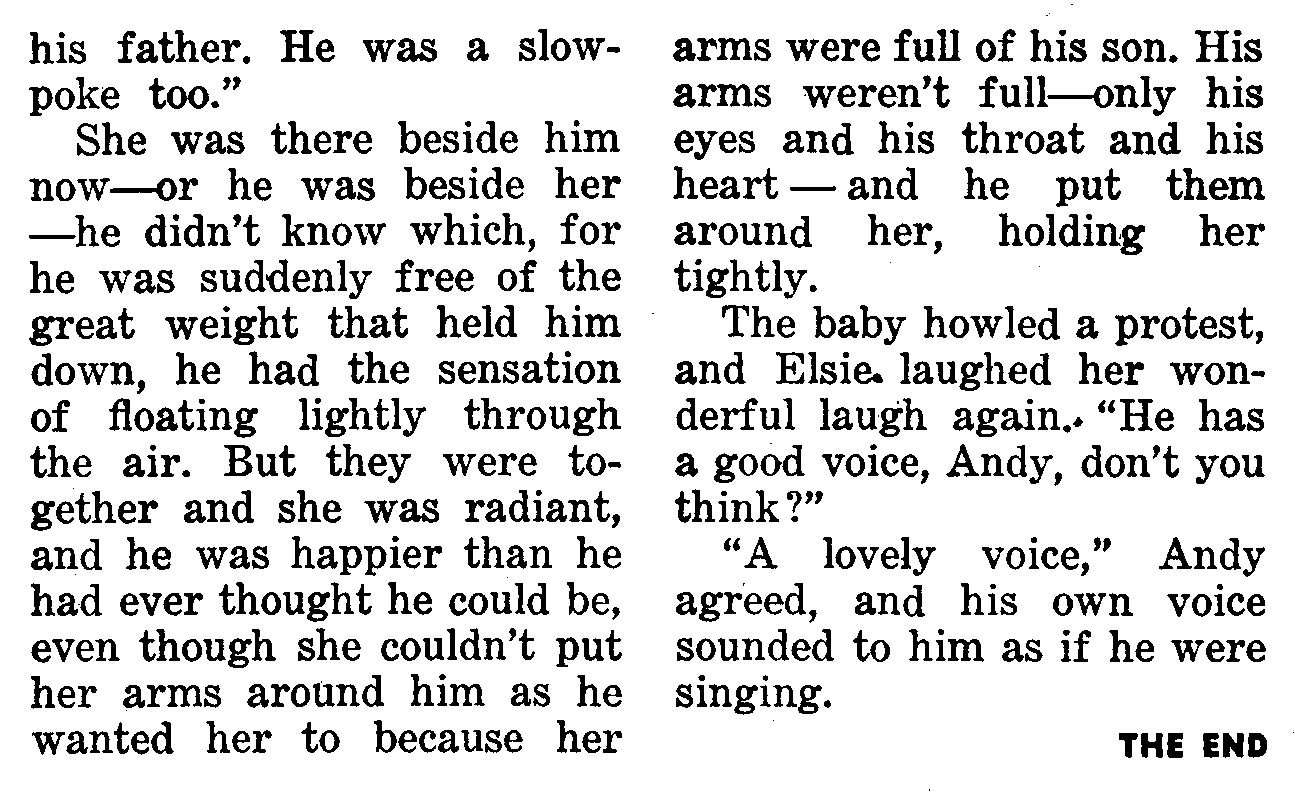 his father. He was a slow-
poke too.”
She was there beside him
now—or he was beside her
—he didn’t know which, for
he was suddenly free of the
great weight that held him
down, he had the sensation
of floating lightly through
the air. But they were to-
gether and she was radiant,
and he was happier than he
had ever thought he could be,
even though she couldn’t put
her arms around him as he
wanted her to because her
arms were full of his son. His
arms weren’t full—only his
eyes and his throat and his
heart — and he put them
around her, holding her
tightly.
The baby howled a protest,
and Elsie laughed her won-
derful laugh again. “He has
a good voice, Andy, don’t you
think?”
“A lovely voice,” Andy
agreed, and his own voice
sounded to him as if he were
singing.
THE END